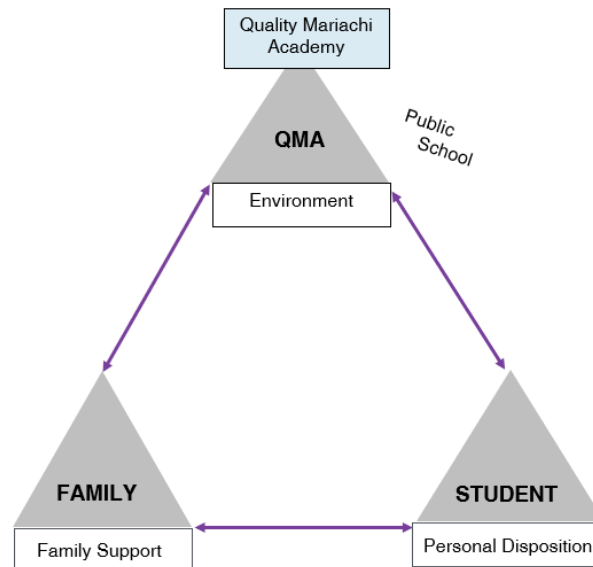 Quality Mariachi
Academy
QMA
Public
School
Environment
FAMILY
STUDENT
Family Support
Personal Disposition